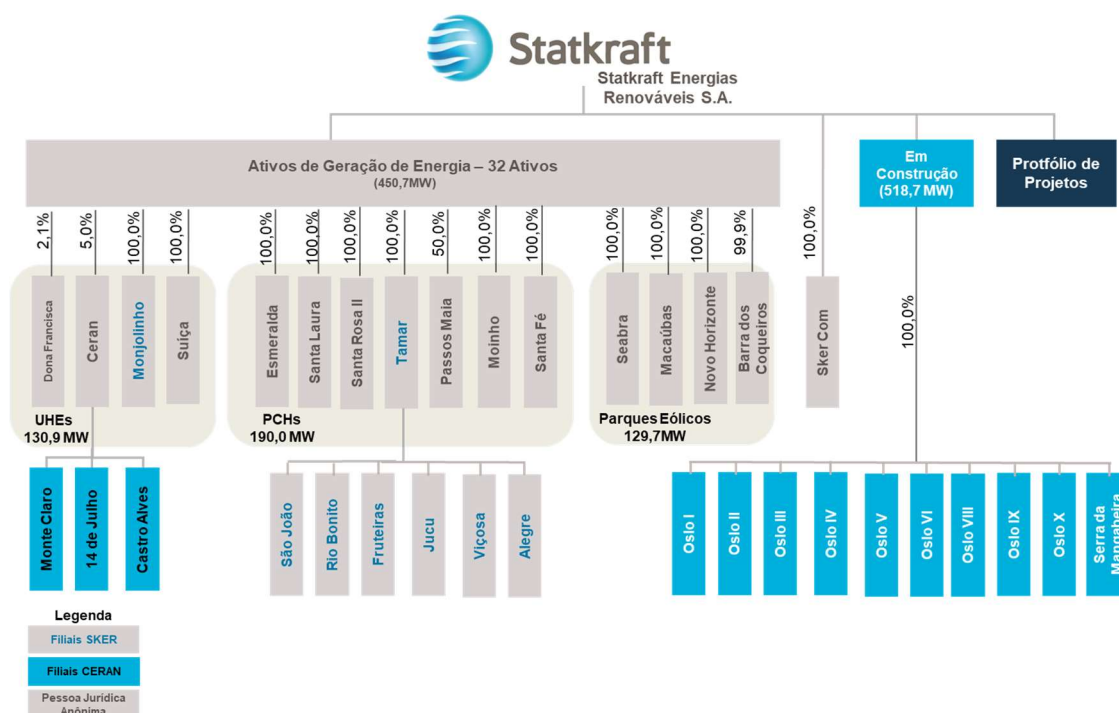 Statkraft
Statkraft Energias
Renováveis S.A.
Ativos de Geração de Energia – 32 Ativos
(450,7MW)
Em
Construção
(518,7 MW)
Protfólio de
Projetos
2,1%
5,0%
100,0%
100,0%
100,0%
100,0%
100,0%
100,0%
50,0%
100,0%
100,0%
100,0%
100,0%
100,0%
99,9%
100,0%
100,0%
Dona Francisca
Ceran
Monjolinho
Suíça
Esmeralda
Santa Laura
Santa Rosa II
Tamar
Passos Maia
Moinho
Santa Fé
Seabra
Macaúbas
Novo Horizonte
Barra dos
Coqueiros
Sker Com
UHEs
130,9 MW
PCHs
190,0 MW
Parques Eólicos
129,7MW
Monte Claro
14 de Julho
Castro Alves
São João
Rio Bonito
Fruteiras
Jucu
Viçosa
Alegre
Oslo I
Oslo II
Oslo III
Oslo IV
Oslo V
Oslo VI
Oslo VIII
Oslo IX
Oslo X
Serra da
Mangabeira
Legenda
Filiais SKER
Filiais CERAN
Pessoa Jurídica
Anônima